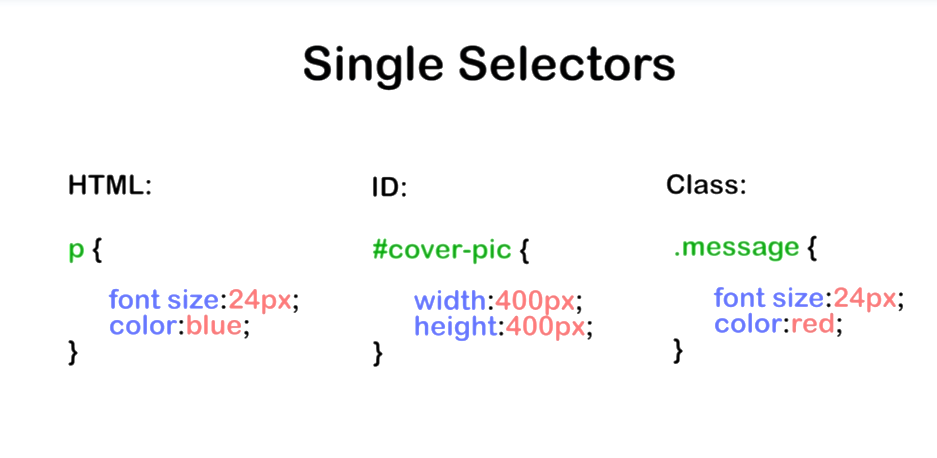 Single Selectors
HTML:
p {
font size:24px;
color:blue;
}
ID:
#cover-pic {
width:400px;
height:400px;
}
Class:
.message {
font size:24px;
color:red;
}